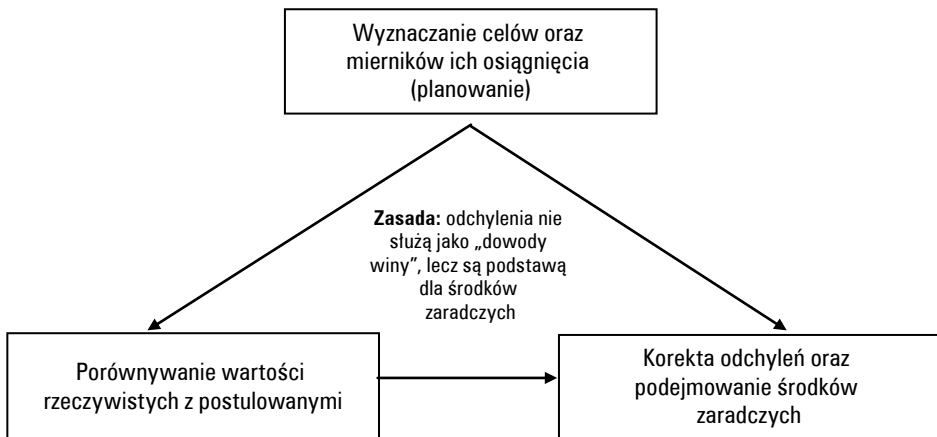 Wyznaczanie celów oraz
mierników ich osiągnięcia
(planowanie)
Zasada: odchylenia nie
służą jako „dowody
winy”, lecz są podstawą
dla środków
zaradczych
Porównywanie wartości
rzeczywistych z postulowanymi
Korekta odchyleń oraz
podejmowanie środków
zaradczych